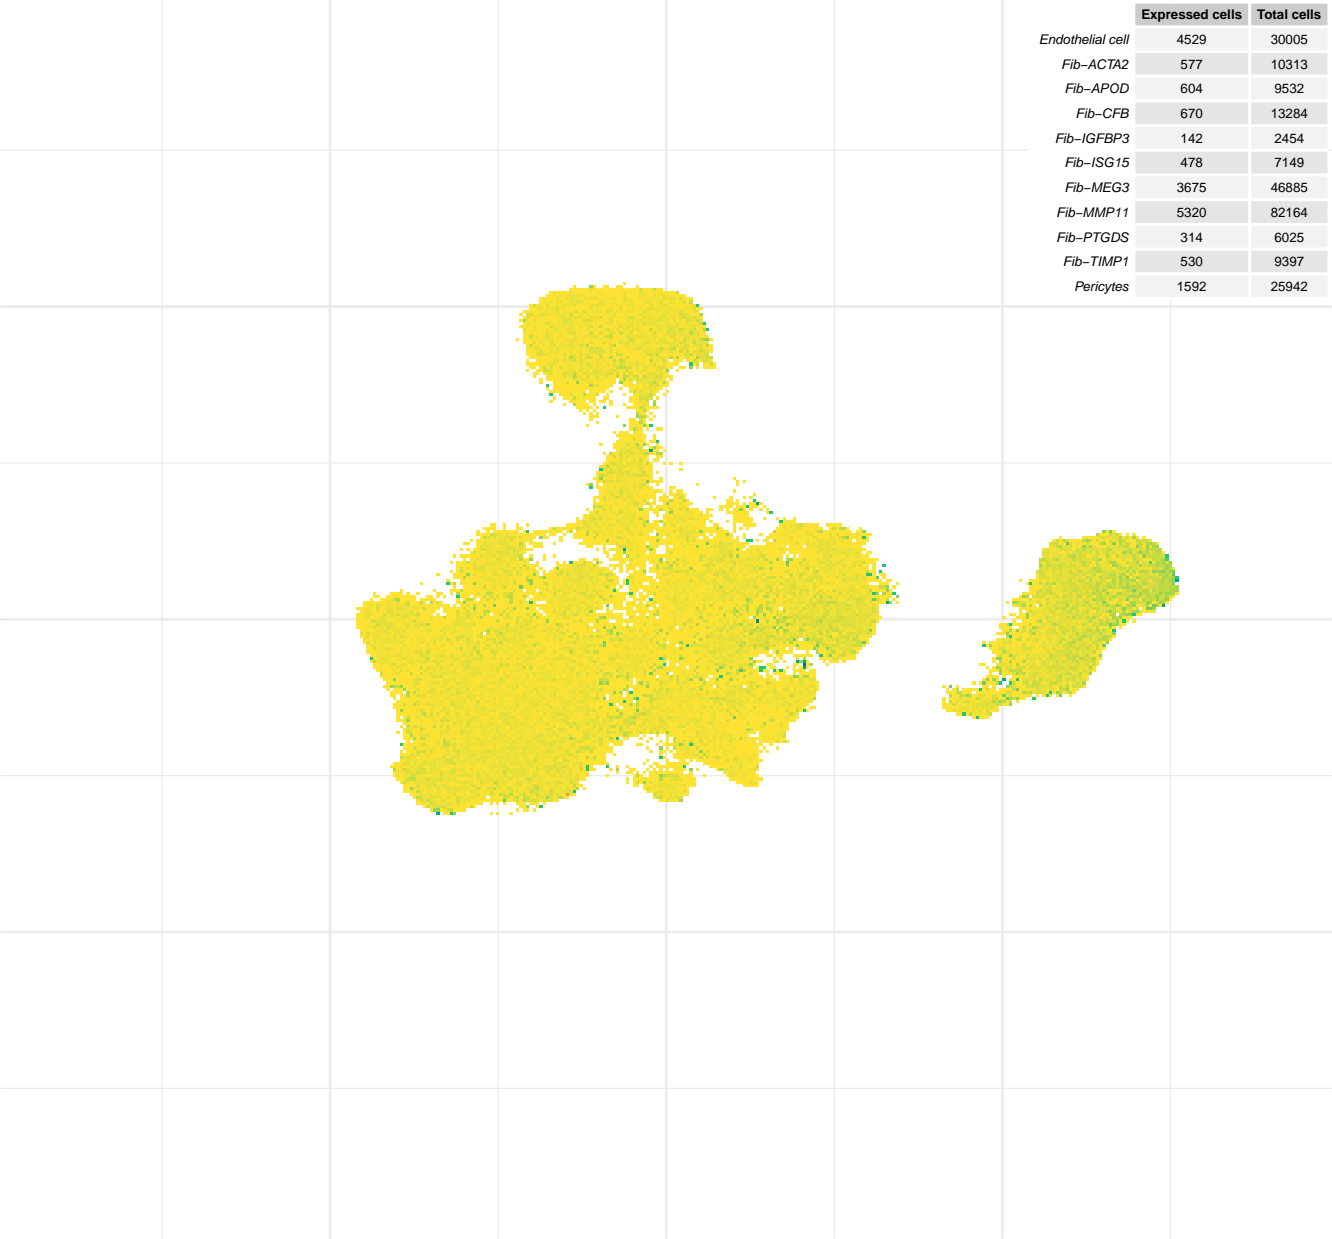 Expressed cells Total cells
Endothelial cell 4529 30005
Fib−ACTA2 577 10313
Fib−APOD 604 9532
Fib−CFB 670 13284
Fib−IGFBP3 142 2454
Fib−ISG15 478 7149
Fib−MEG3 3675 46885
Fib−MMP11 5320 82164
Fib−PTGDS 314 6025
Fib−TIMP1 530 9397
Pericytes 1592 25942